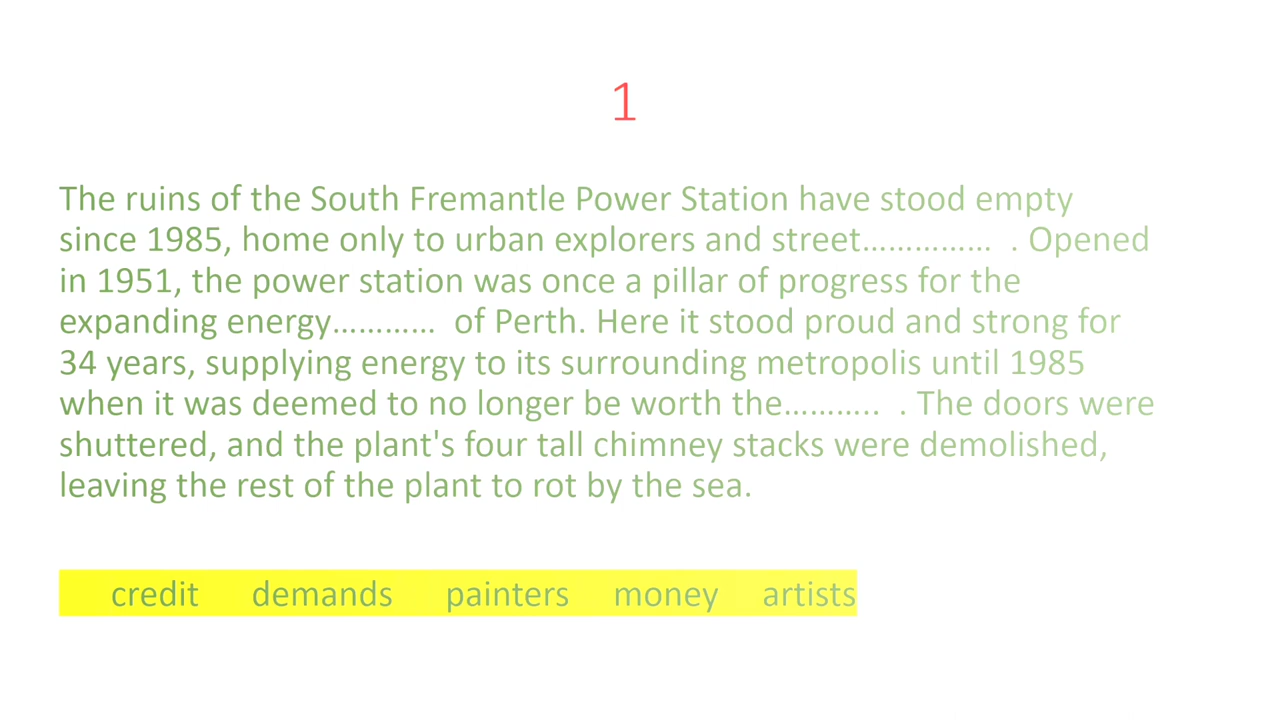 1
The ruins of the South Fremantle Power Station have stood empty
since 1985, home only to urban explorers and street…………… . Opened
in 1951, the power station was once a pillar of progress for the
expanding energy………… of Perth. Here it stood proud and strong for
34 years, supplying energy to its surrounding metropolis until 1985
when it was deemed to no longer be worth the……….. . The doors were
shuttered, and the plant's four tall chimney stacks were demolished,
leaving the rest of the plant to rot by the sea.
credit demands painters money artists